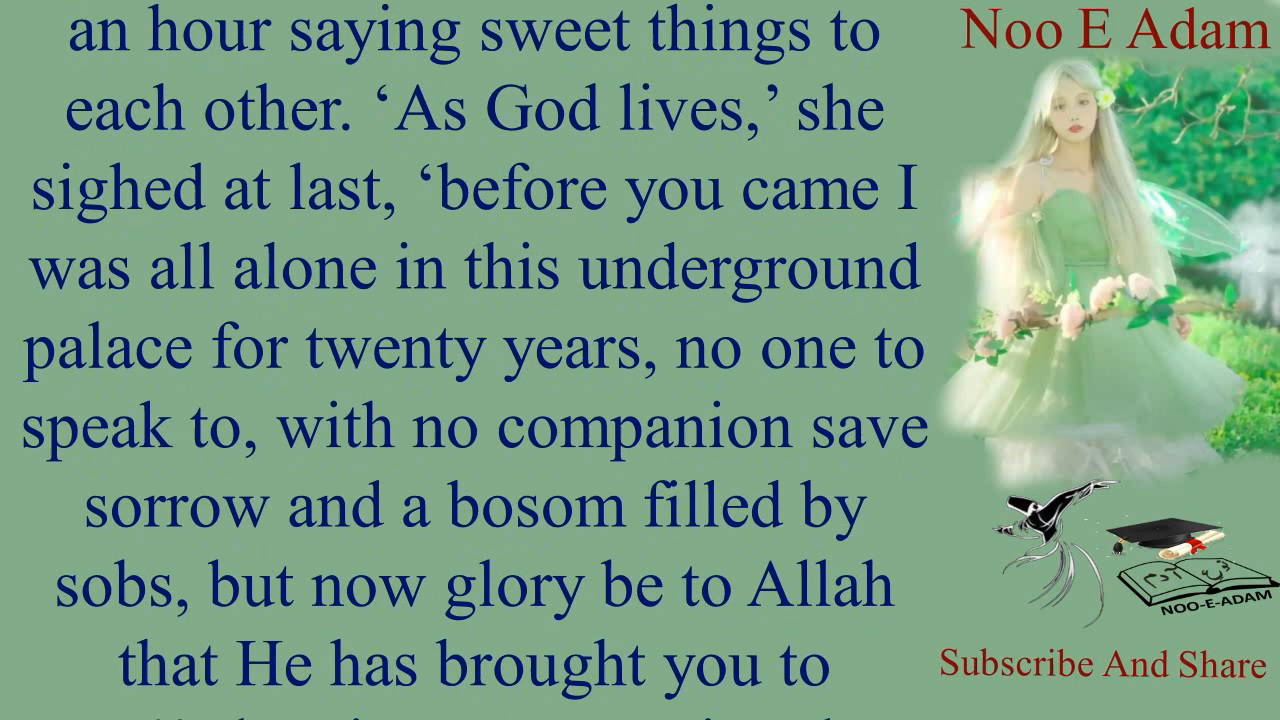 an hour saying sweet things to
each other. ‘As God lives,’ she
sighed at last, ‘before you came I
was all alone in this underground
palace for twenty years, no one to
speak to, with no companion save
sorrow and a bosom filled by
sobs, but now glory be to Allah
that He has brought you to
Noo E Adam
نوعِ آدم
NOO-E-ADAM
Subscribe And Share